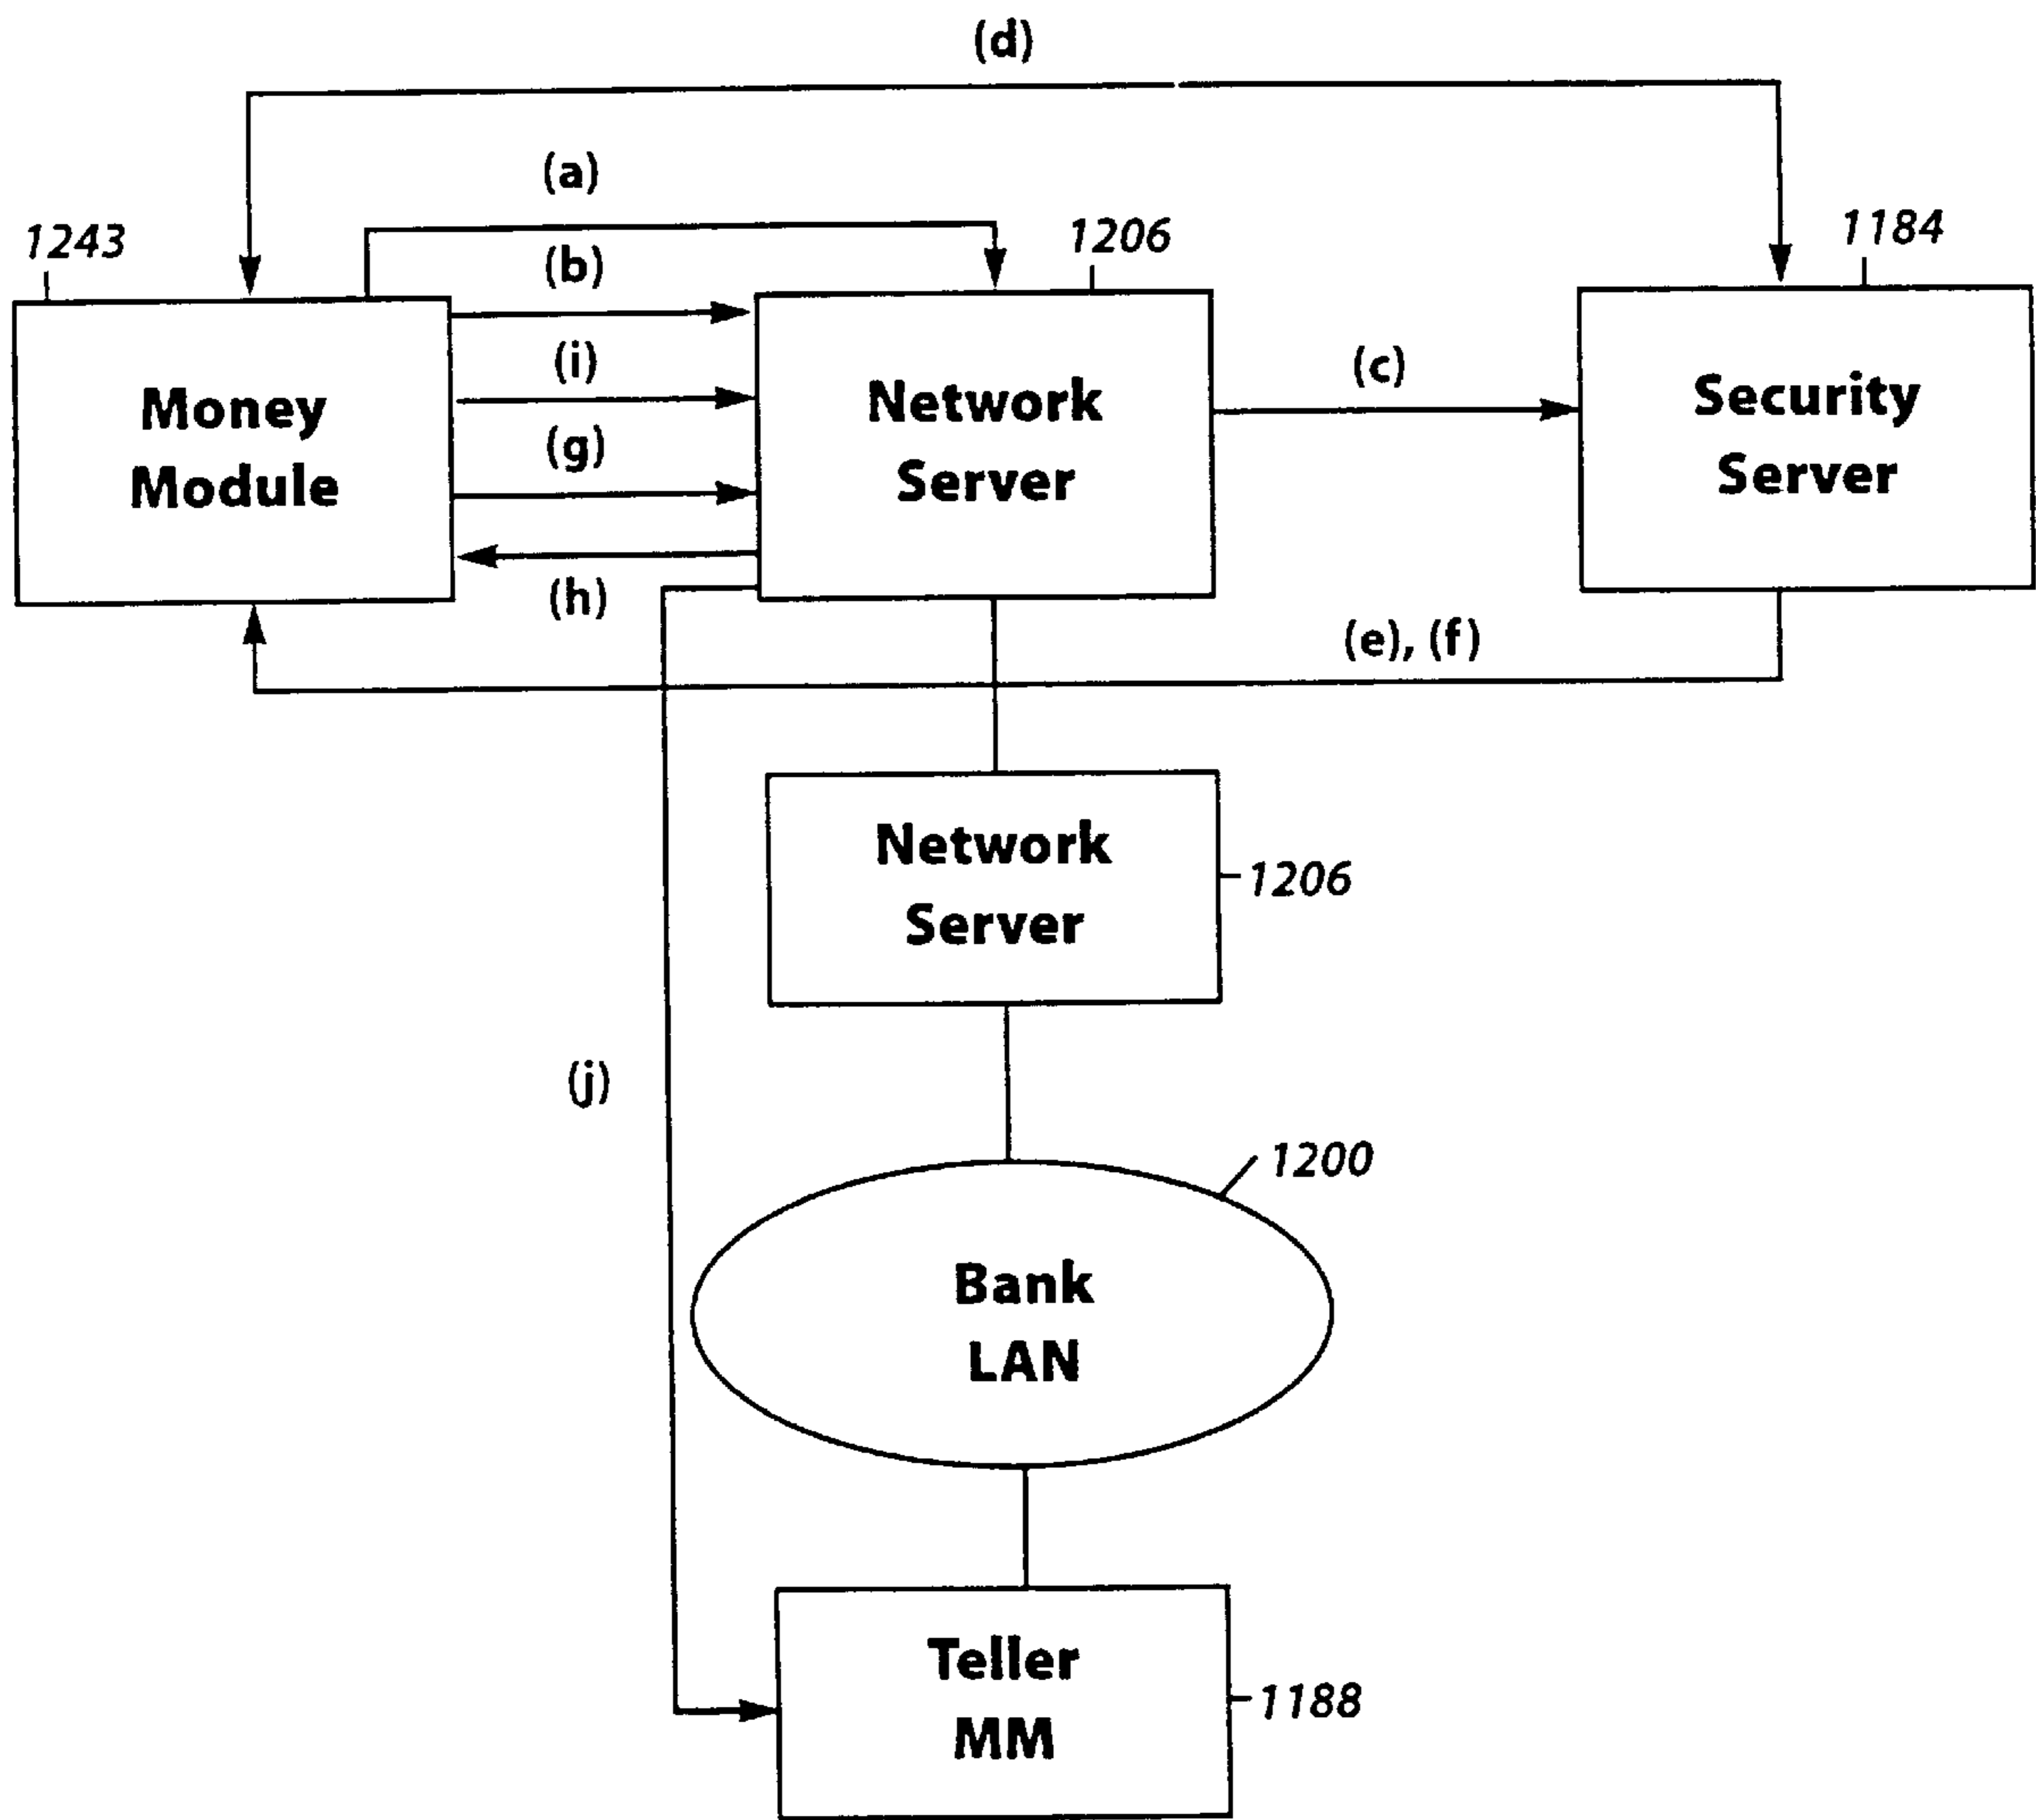 (d)
(a)
1243
1206
1184
(b)
(i)
(c)
Money
Module
Network
Server
Security
Server
(g)
(h)
(e), (f)
Network
Server
1206
(j)
1200
Bank
LAN
Teller
MM
1188